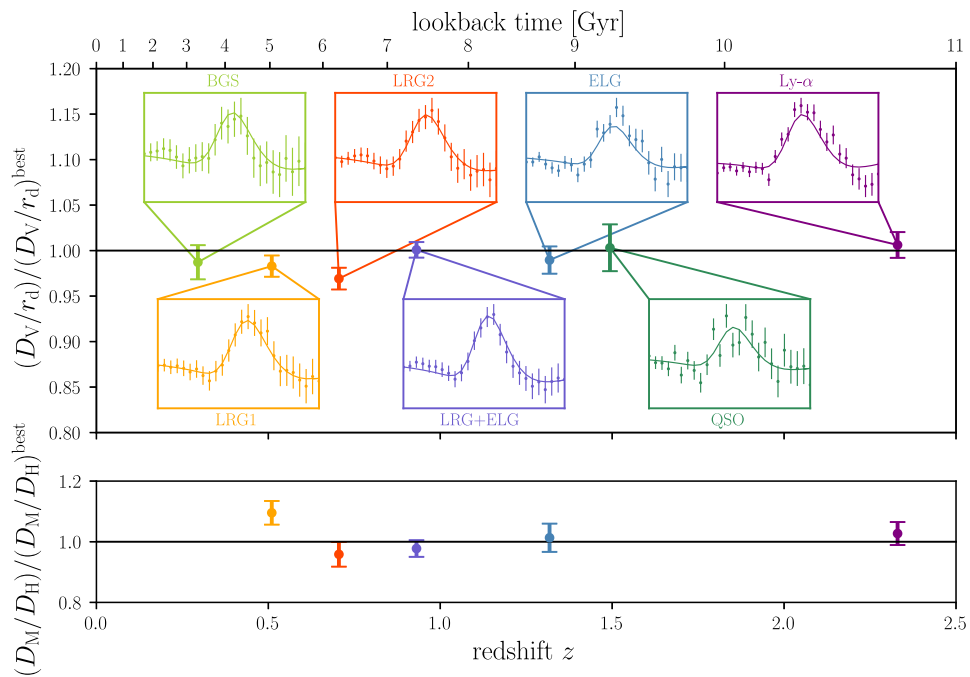 lookback time [Gyr]
0 1 2 3 4 5 6 7 8 9 10 11
(D_V/r_d)/(D_V/r_d)^best
1.20
1.15
1.10
1.05
1.00
0.95
0.90
0.85
0.80
BGS LRG2 ELG Ly-α
LRG1 LRG+ELG QSO
(D_M/D_H)/(D_M/D_H)^best
1.2
1.0
0.8
0.0 0.5 1.0 1.5 2.0 2.5
redshift z